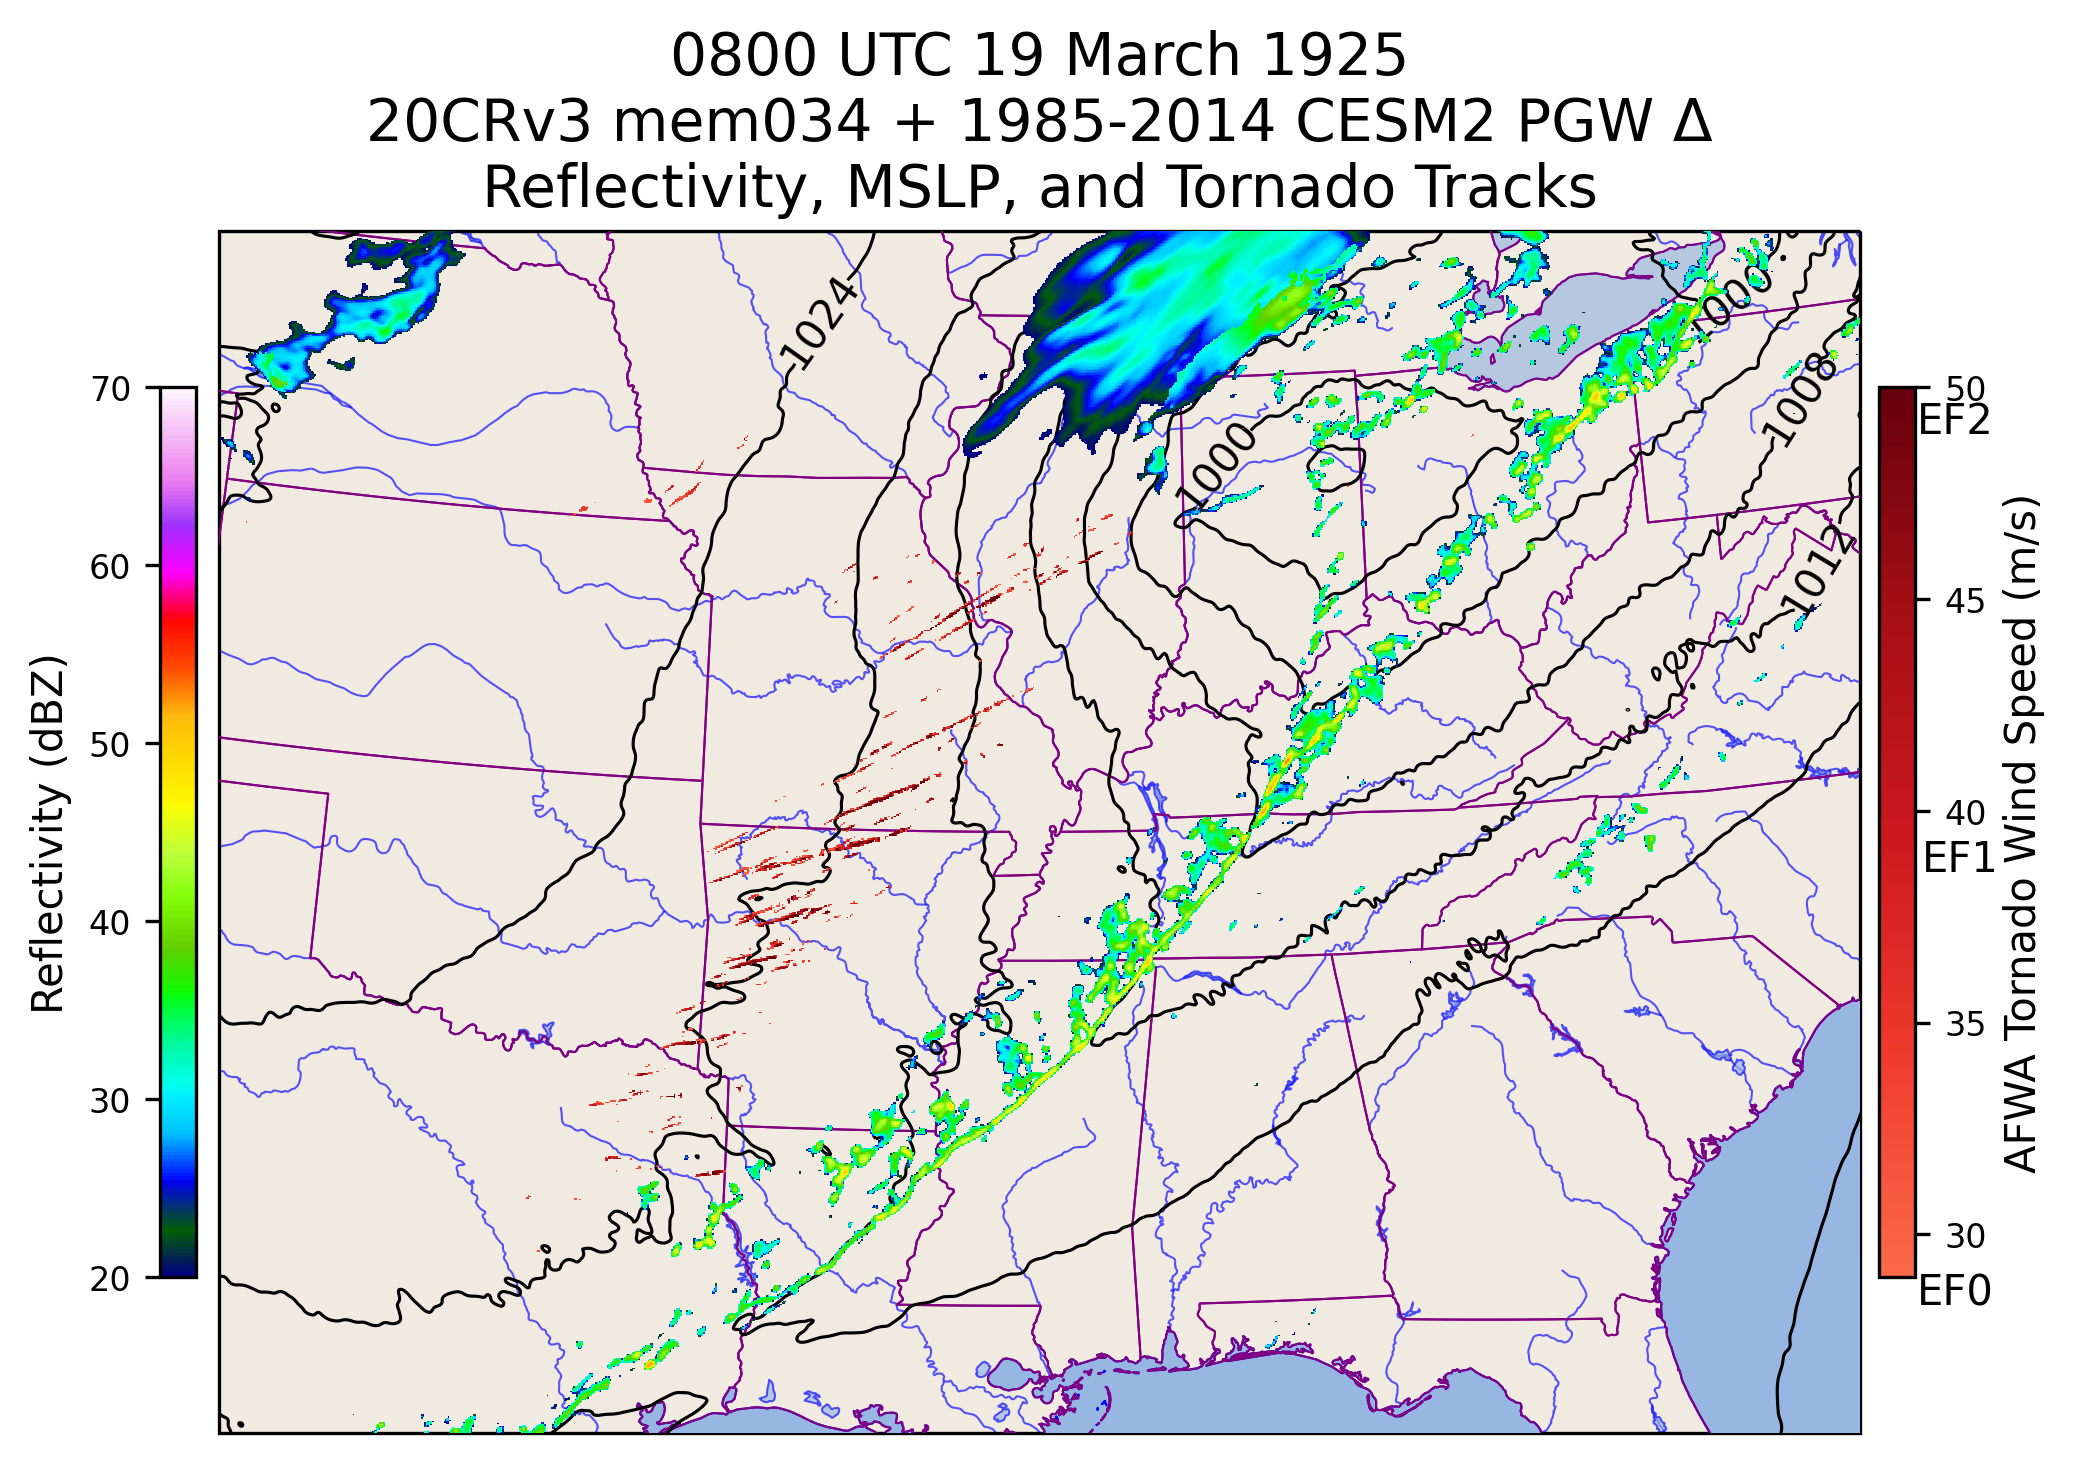 0800 UTC 19 March 1925
20CRv3 mem034 + 1985-2014 CESM2 PGW Δ
Reflectivity, MSLP, and Tornado Tracks
Reflectivity (dBZ)
70
60
50
40
30
20
1024
1000
1000
1008
1012
50
EF2
45
40
EF1
35
30
EF0
AFWA Tornado Wind Speed (m/s)